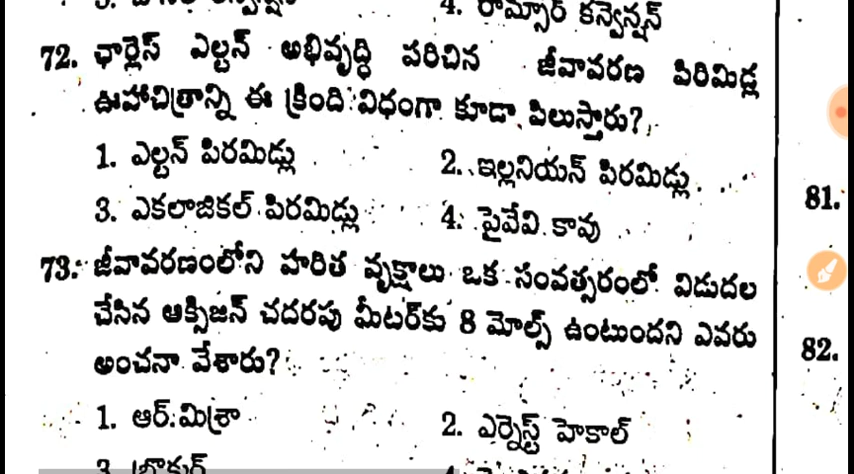 4. రామ్సార్ కన్వెన్షన్
72. ఛార్లెస్ ఎల్టన్ అభివృద్ధి పరిచిన జీవావరణ పిరిమిడ్ల
ఊహాచిత్రాన్ని ఈ క్రింది విధంగా కూడా పిలుస్తారు?
1. ఎల్టన్ పిరమిడ్లు
2. ఇల్లనియన్ పిరమిడ్లు
3. ఎకలాజికల్ పిరమిడ్లు
4. పైవేవి కావు
73. జీవావరణంలోని హరిత వృక్షాలు ఒక సంవత్సరంలో విడుదల
చేసిన ఆక్సిజన్ చదరపు మీటర్‌కు 8 మోల్స్ ఉంటుందని ఎవరు
అంచనా వేశారు?
1. ఆర్.మిశ్రా
2. ఎర్నెస్ట్ హెకాల్
81.
82.